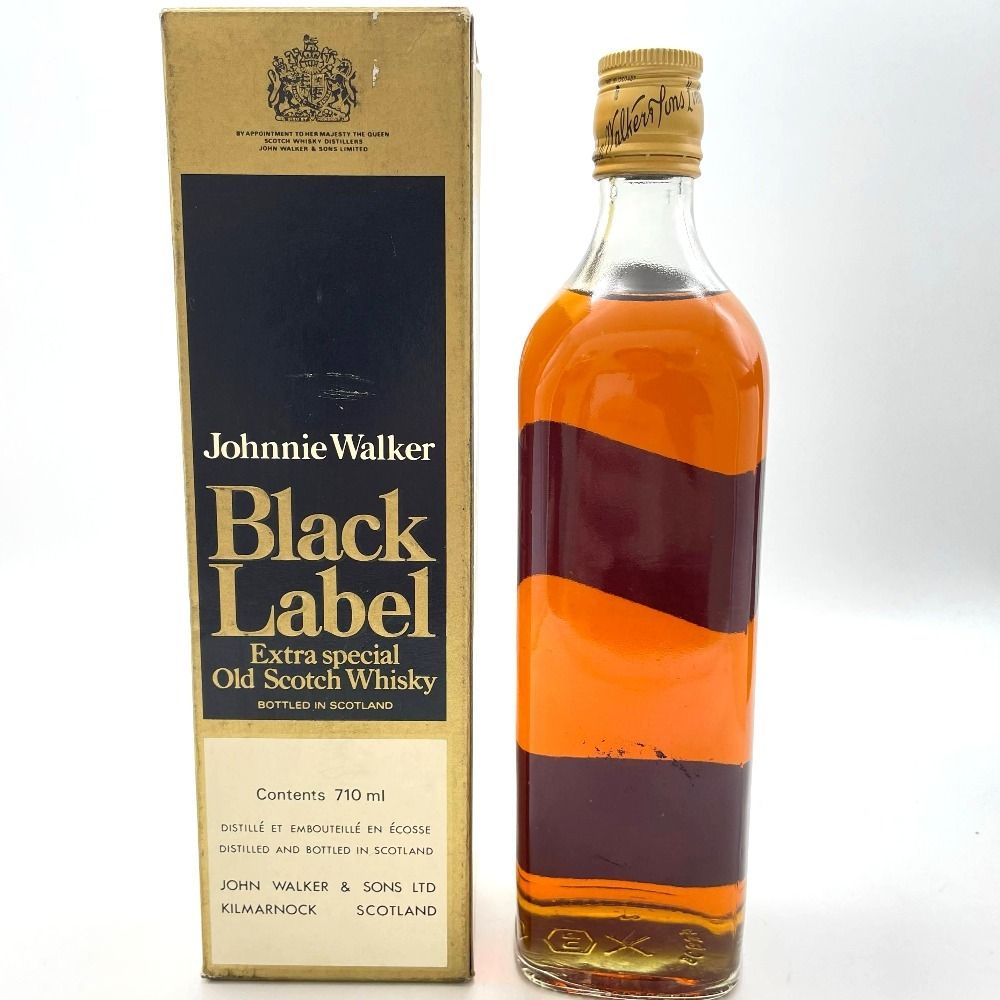 BY APPOINTMENT TO HER MAJESTY THE QUEEN
SCOTCH WHISKY DISTILLERS
JOHN WALKER & SONS LIMITED
Johnnie Walker
Black
Label
Extra special
Old Scotch Whisky
BOTTLED IN SCOTLAND
Contents 710 ml
DISTILLÉ ET EMBOUTEILLÉ EN ÉCOSSE
DISTILLED AND BOTTLED IN SCOTLAND
JOHN WALKER & SONS LTD
KILMARNOCK SCOTLAND
Walker & Sons